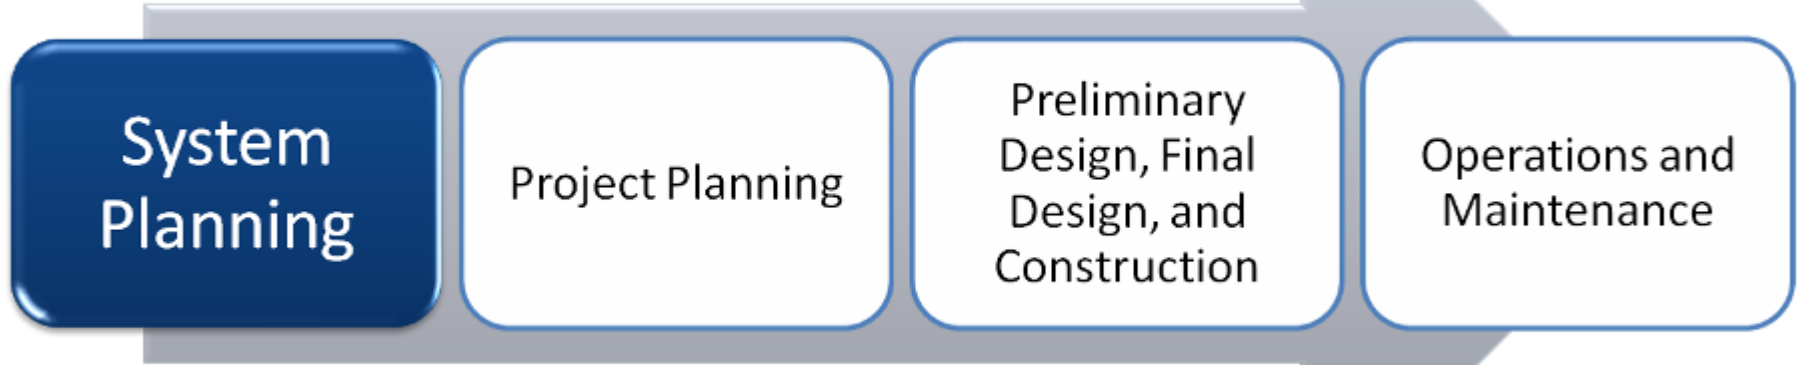 System
Planning
Project Planning
Preliminary
Design, Final
Design, and
Construction
Operations and
Maintenance